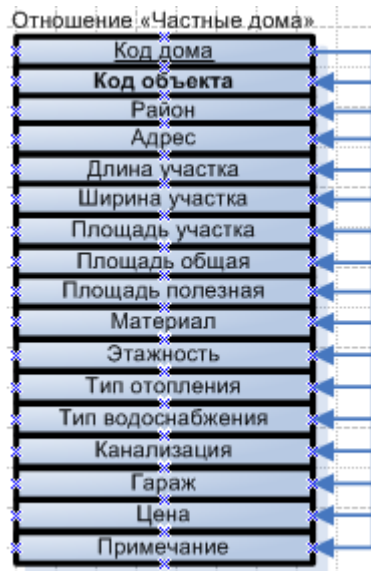 Отношение «Частные дома»
Код дома
Код объекта
Район
Адрес
Длина участка
Ширина участка
Площадь участка
Площадь общая
Площадь полезная
Материал
Этажность
Тип отопления
Тип водоснабжения
Канализация
Гараж
Цена
Примечание